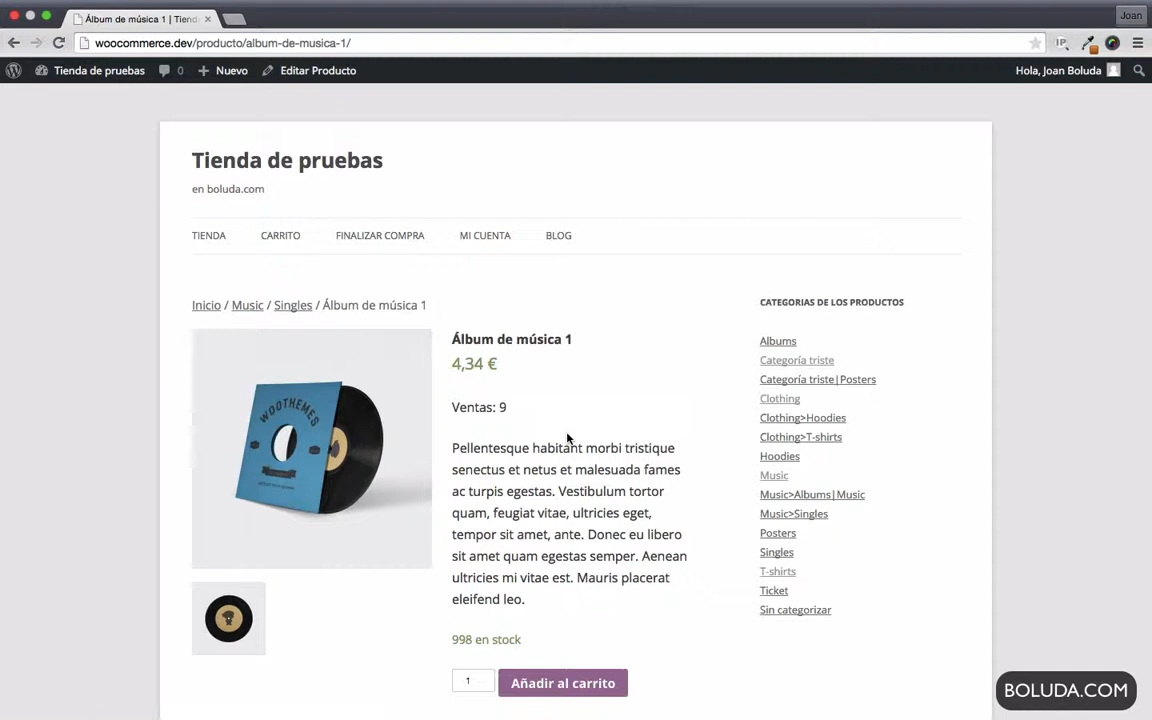 Álbum de música 1 | Tiend
Joan
woocommerce.dev/producto/album-de-musica-1/
IP
Tienda de pruebas
0
Nuevo
Editar Producto
Hola, Joan Boluda
Tienda de pruebas
en boluda.com
TIENDA
CARRITO
FINALIZAR COMPRA
MI CUENTA
BLOG
Inicio / Music / Singles / Álbum de música 1
WOOTHEMES
Álbum de música 1
4,34 €
Ventas: 9
Pellentesque habitant morbi tristique
senectus et netus et malesuada fames
ac turpis egestas. Vestibulum tortor
quam, feugiat vitae, ultricies eget,
tempor sit amet, ante. Donec eu libero
sit amet quam egestas semper. Aenean
ultricies mi vitae est. Mauris placerat
eleifend leo.
998 en stock
1
Añadir al carrito
CATEGORIAS DE LOS PRODUCTOS
Albums
Categoría triste
Categoría triste|Posters
Clothing
Clothing>Hoodies
Clothing>T-shirts
Hoodies
Music
Music>Albums|Music
Music>Singles
Posters
Singles
T-shirts
Ticket
Sin categorizar
BOLUDA.COM